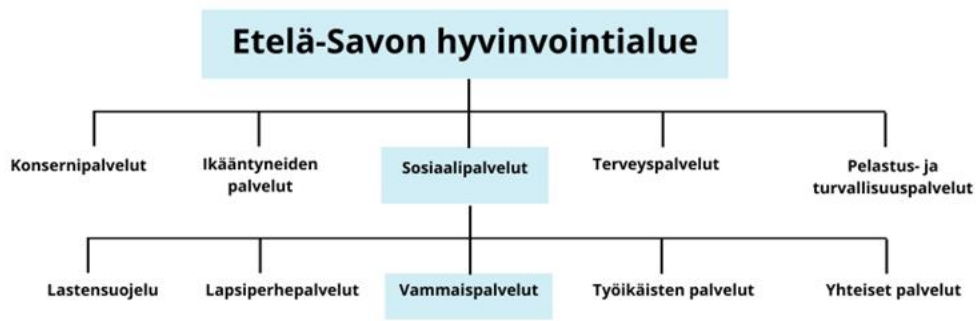 Etelä-Savon hyvinvointialue
Konsernipalvelut
Ikääntyneiden
palvelut
Sosiaalipalvelut
Terveyspalvelut
Pelastus- ja
turvallisuuspalvelut
Lastensuojelu
Lapsiperhepalvelut
Vammaispalvelut
Työikäisten palvelut
Yhteiset palvelut